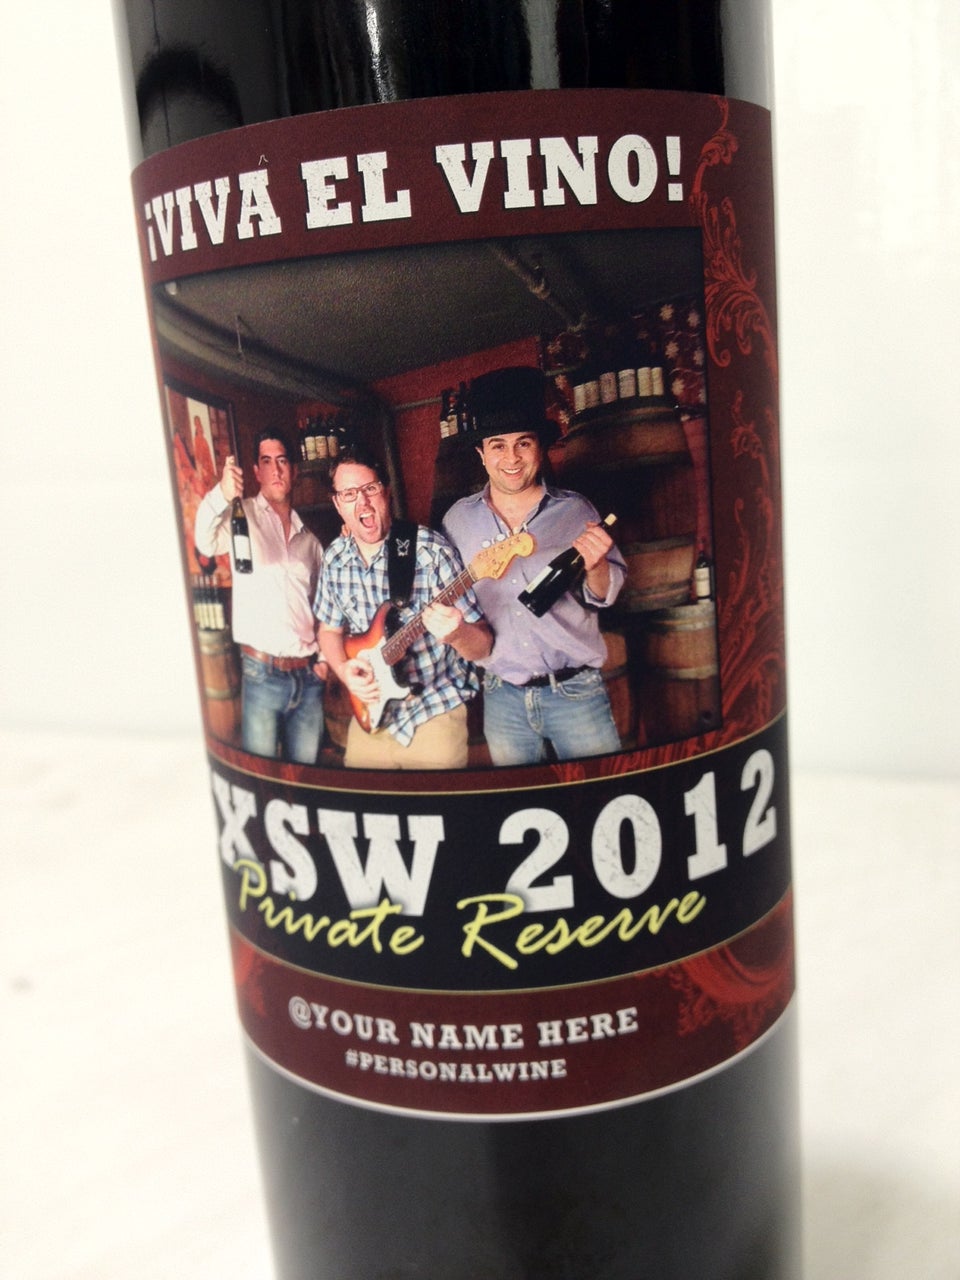 ¡VIVA EL VINO!
XSW 2012
Private Reserve
@YOUR NAME HERE
#PERSONALWINE